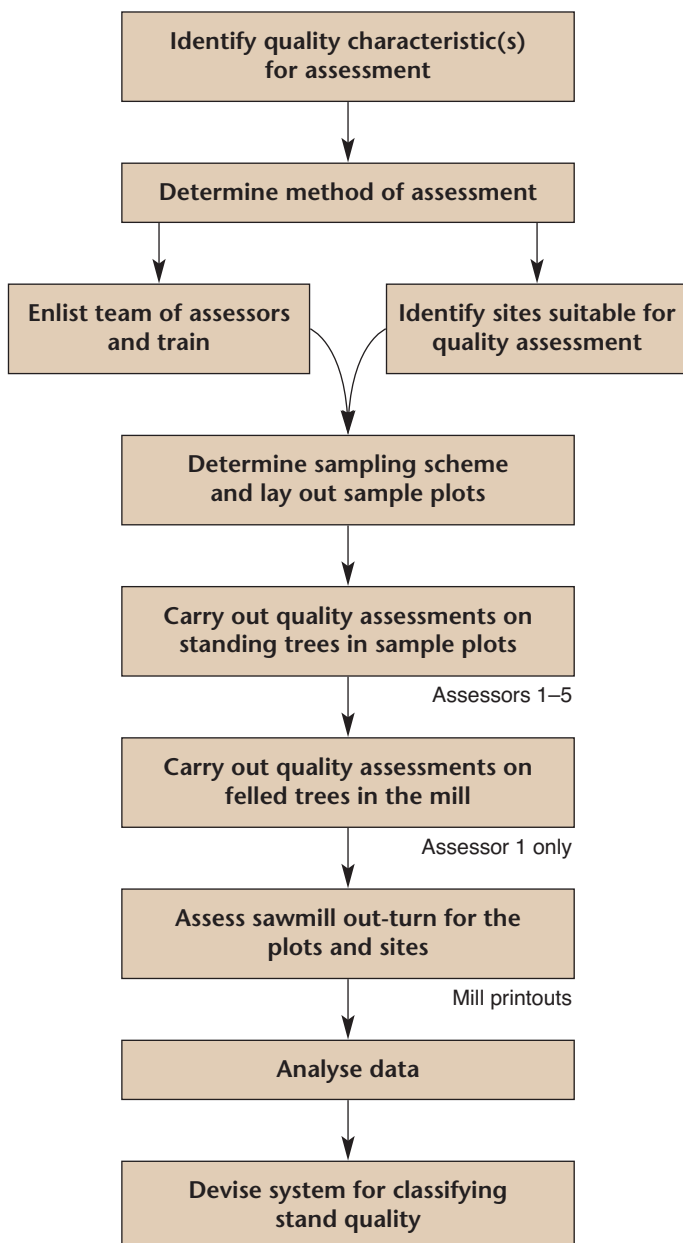 Identify quality characteristic(s)
for assessment
Determine method of assessment
Enlist team of assessors
and train
Identify sites suitable for
quality assessment
Determine sampling scheme
and lay out sample plots
Carry out quality assessments on
standing trees in sample plots
Assessors 1–5
Carry out quality assessments on
felled trees in the mill
Assessor 1 only
Assess sawmill out-turn for the
plots and sites
Mill printouts
Analyse data
Devise system for classifying
stand quality